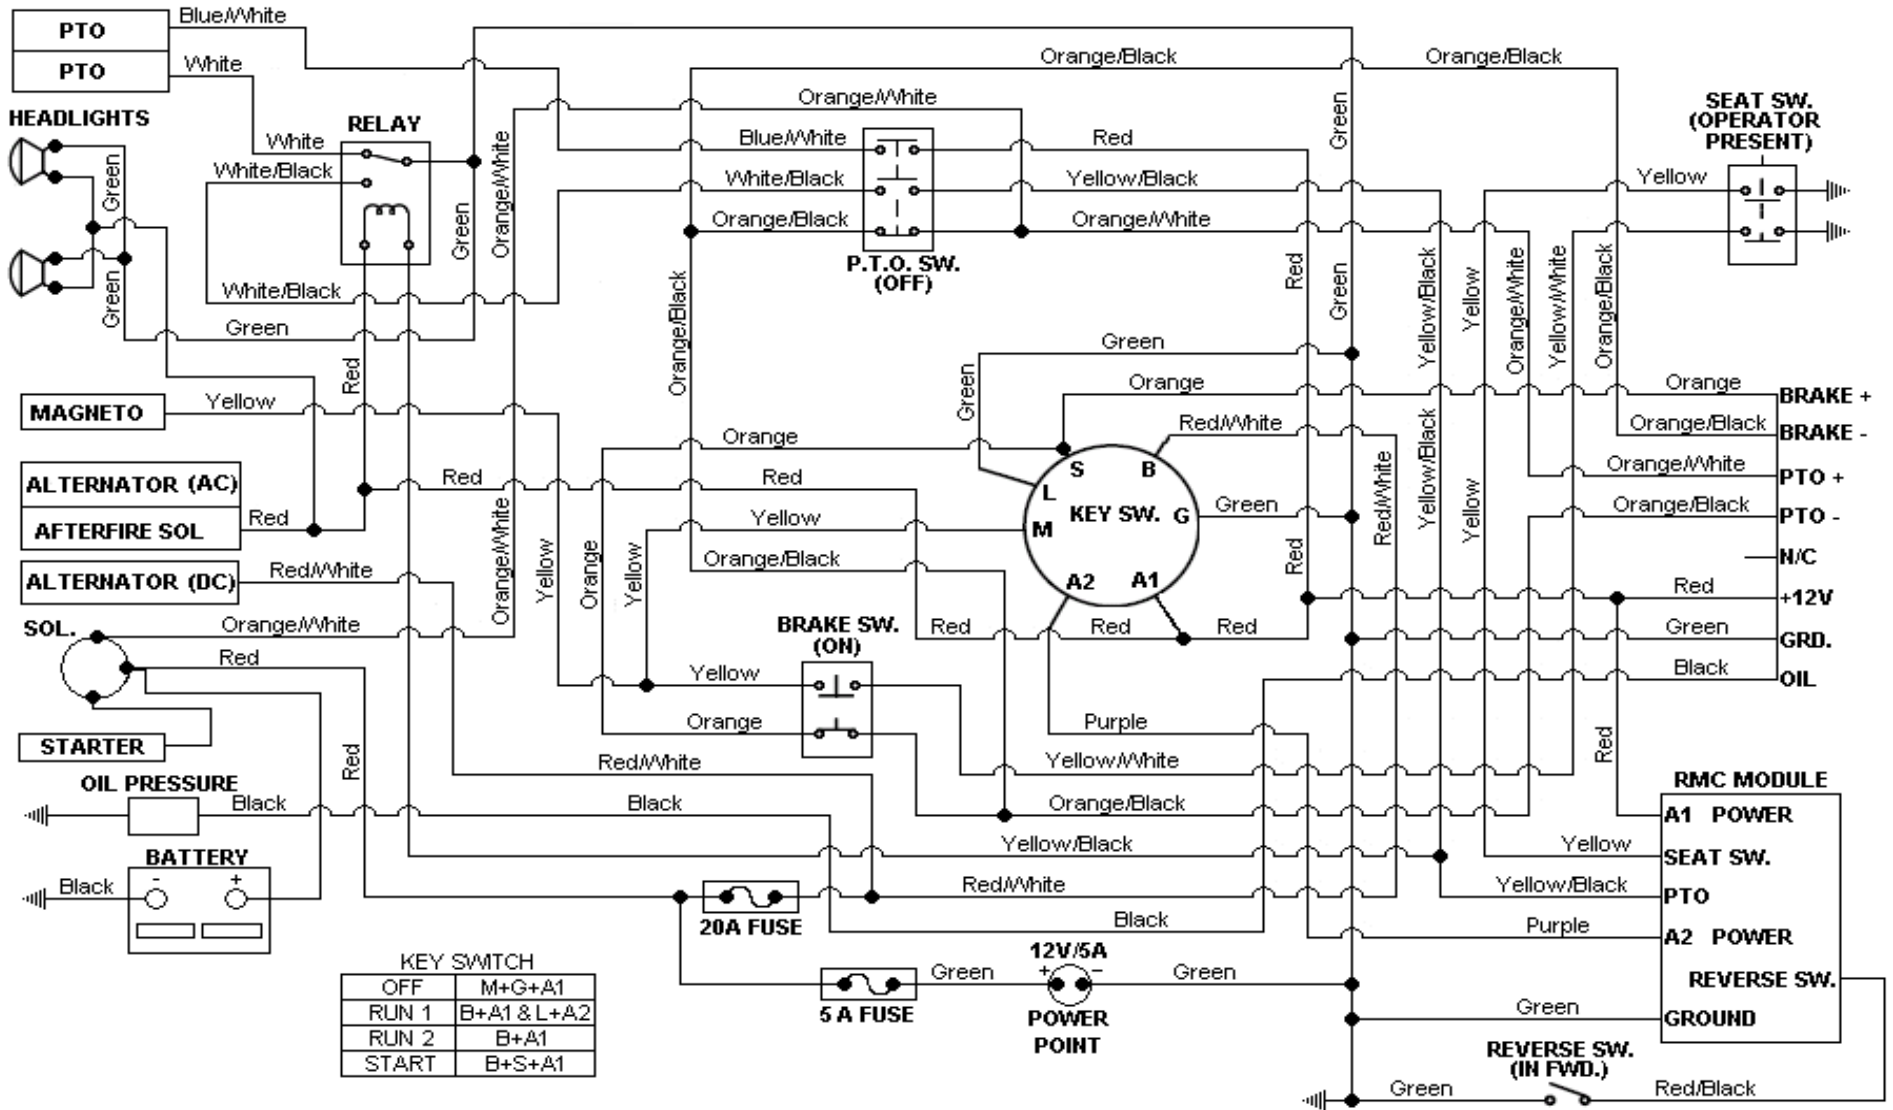 PTO
Blue/White
PTO
White
HEADLIGHTS
Green
Green
RELAY
White
White/Black
White/Black
Green
Green
Orange/White
Orange/Black
Orange/Black
Orange/White
Blue/White
Red
White/Black
Yellow/Black
Orange/Black
Orange/White
P.T.O. SW.
(OFF)
Green
Green
Red
SEAT SW.
(OPERATOR
PRESENT)
Yellow
Yellow/Black
Yellow
Orange/White
Yellow/White
Orange/Black
Orange/Black
Red
MAGNETO
Yellow
ALTERNATOR (AC)
AFTERFIRE SOL
Red
ALTERNATOR (DC)
Red/White
SOL.
Orange/White
Red
STARTER
Red
OIL PRESSURE
Black
BATTERY
Black
- +
Orange/White
Yellow
Orange
Yellow
Red
Red
Yellow
Orange/Black
Orange
Green
Green
Orange
Red/White
S B
L
M
KEY SW. G
A2 A1
Green
Red
Red/White
Yellow/Black
Yellow/Black
Yellow
Orange
BRAKE +
Orange/Black
BRAKE -
Orange/White
PTO +
Orange/Black
PTO -
N/C
Red
+12V
Green
GRD.
Black
OIL
BRAKE SW.
(ON)
Red
Red
Red
Yellow
Orange
Purple
Red/White
Yellow/White
Black
Orange/Black
Yellow/Black
Red/White
20A FUSE
Black
12V/5A
+ -
Green
Green
5 A FUSE
POWER
POINT
Red
RMC MODULE
A1 POWER
Yellow
SEAT SW.
Yellow/Black
PTO
Purple
A2 POWER
REVERSE SW.
Green
GROUND
REVERSE SW.
(IN FWD.)
Green
Red/Black
KEY SWITCH
OFF M+G+A1
RUN 1 B+A1 & L+A2
RUN 2 B+A1
START B+S+A1